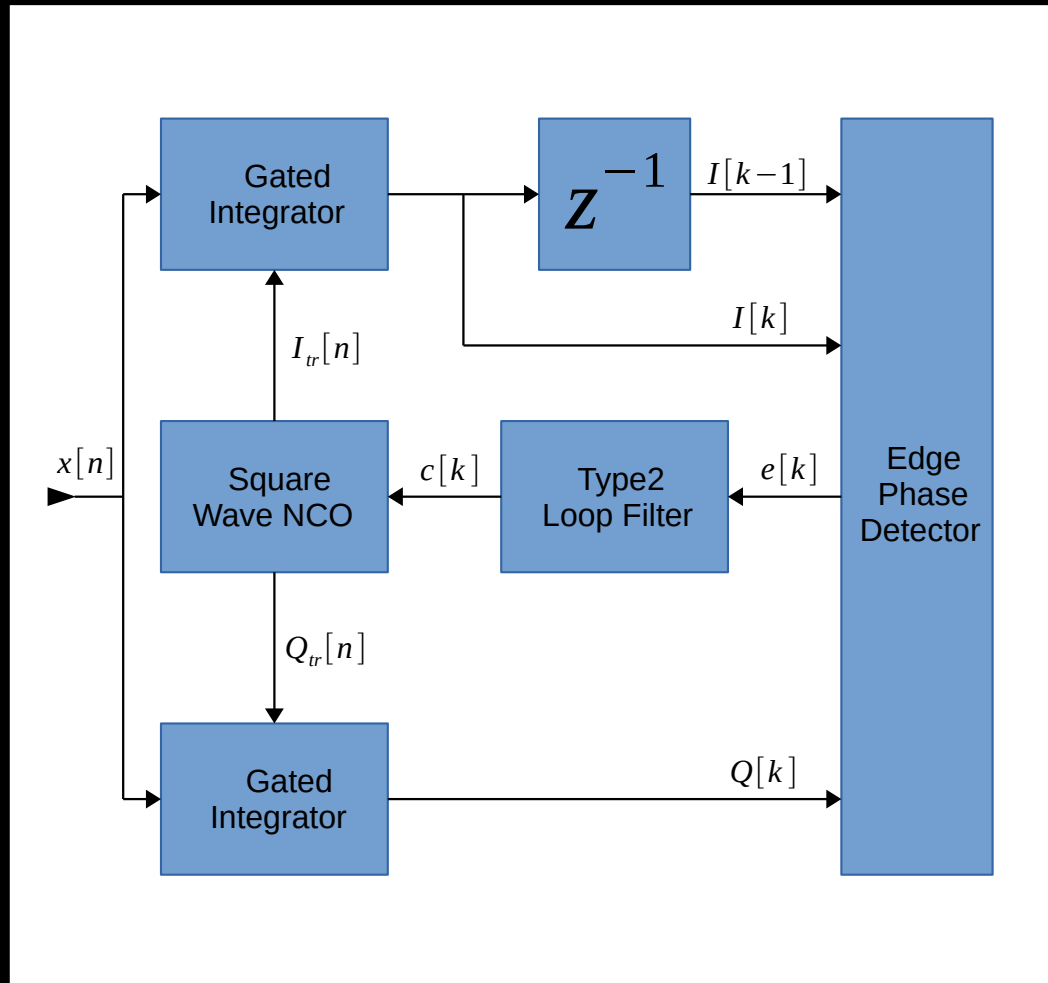 Gated
Integrator
z⁻¹
I[k−1]
I[k]
I_tr[n]
x[n]
Square
Wave NCO
c[k]
Type2
Loop Filter
e[k]
Edge
Phase
Detector
Q_tr[n]
Gated
Integrator
Q[k]